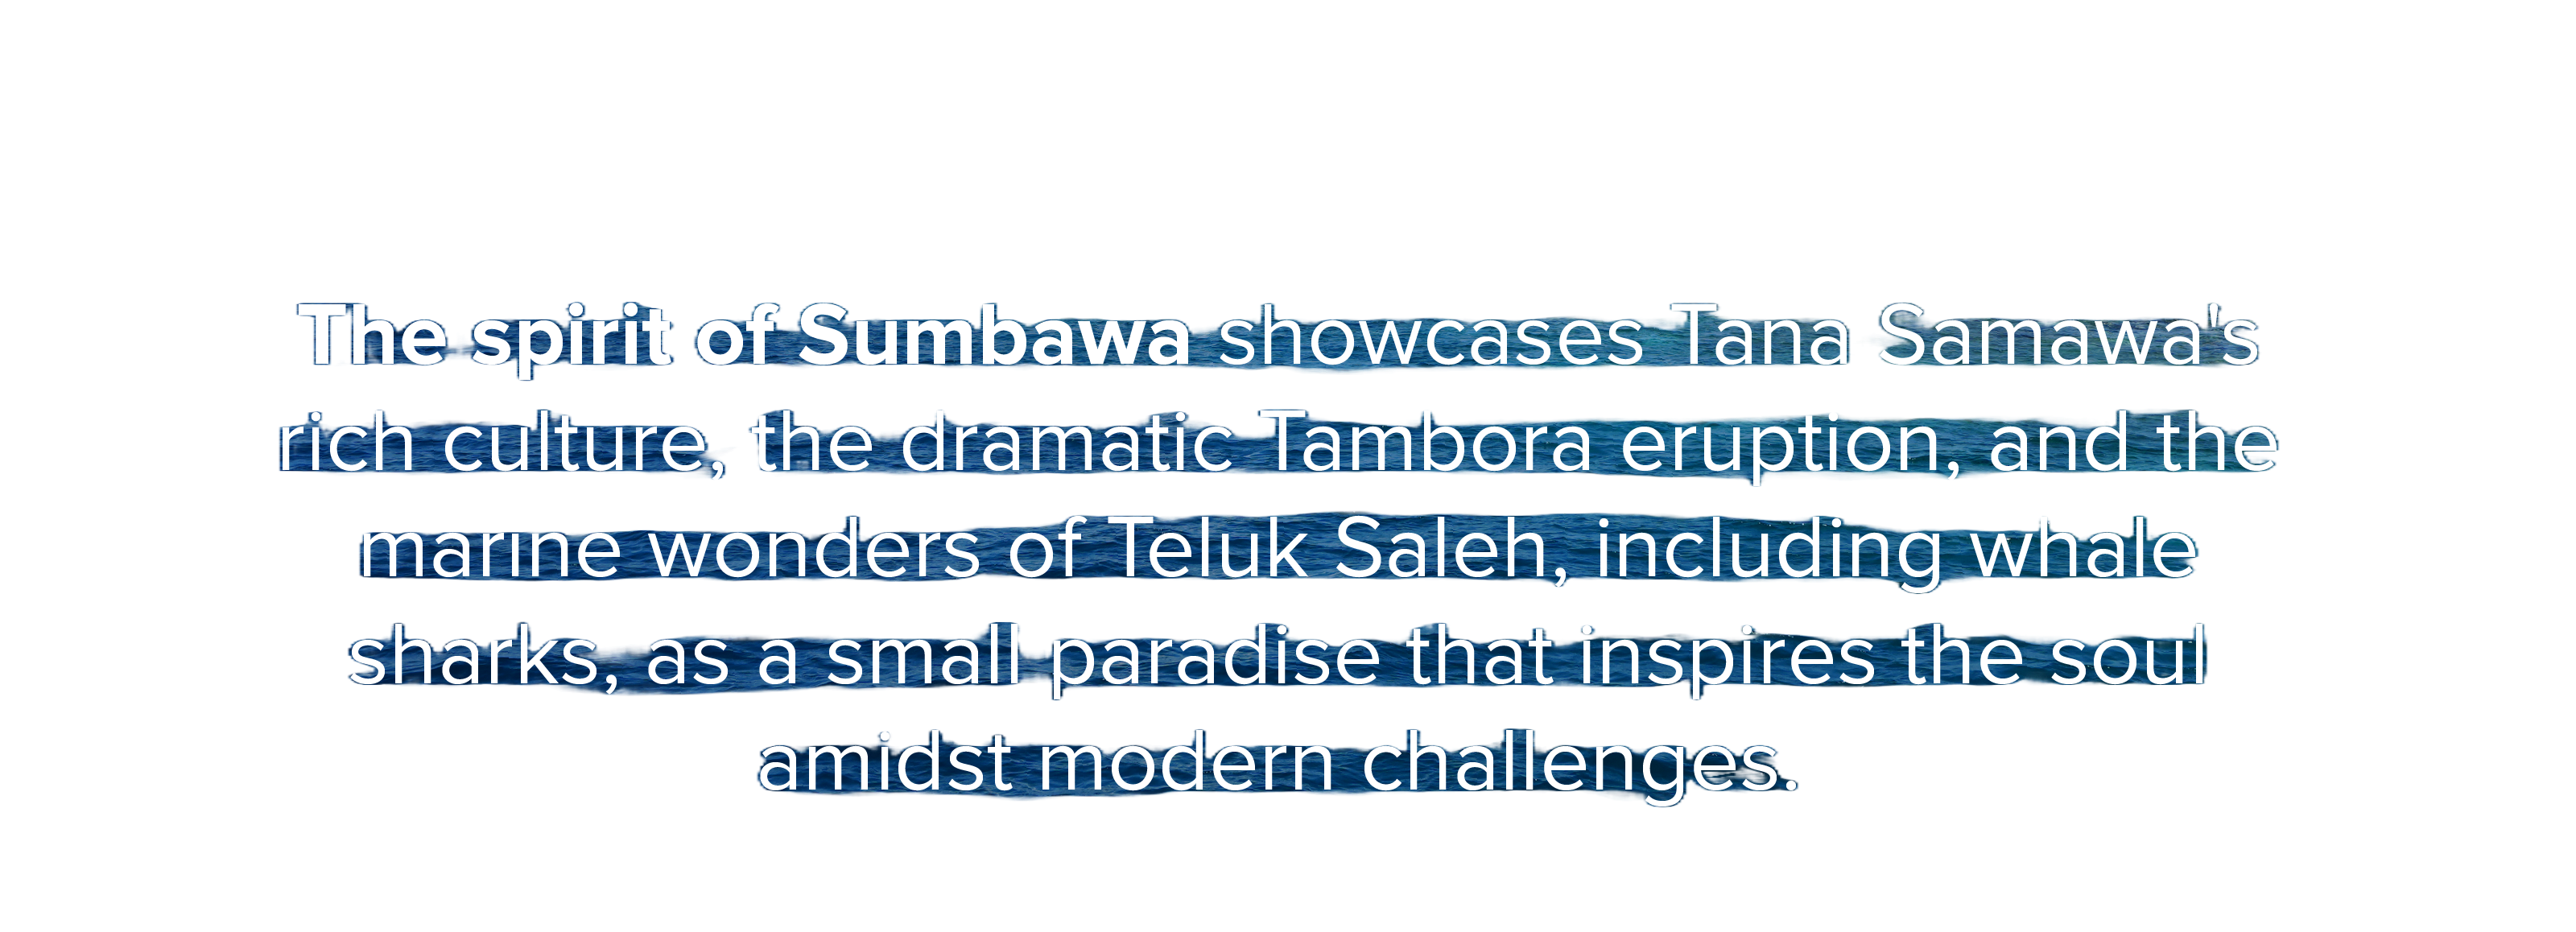 The spirit of Sumbawa showcases Tana Samawa's
rich culture, the dramatic Tambora eruption, and the
marine wonders of Teluk Saleh, including whale
sharks, as a small paradise that inspires the soul
amidst modern challenges.